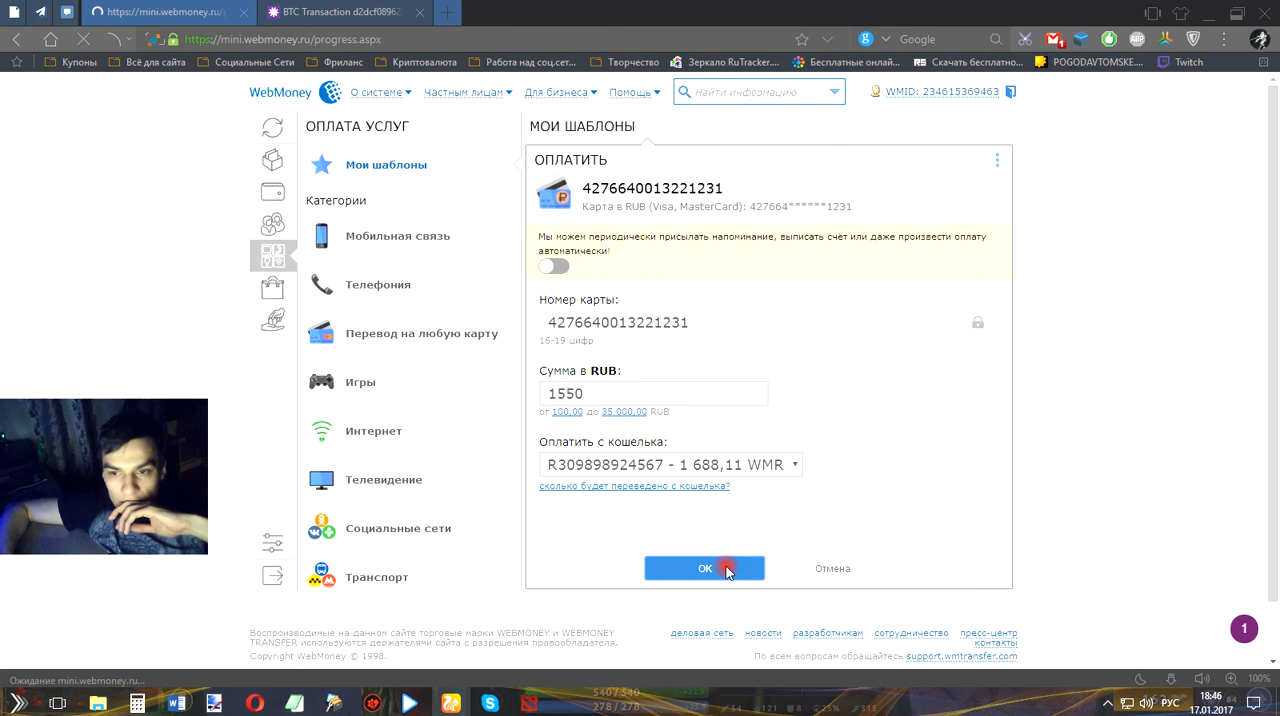 https://mini.webmoney.ru/p
BTC Transaction d2dcf0896
https://mini.webmoney.ru/progress.aspx
Google
Купоны
Всё для сайта
Социальные Сети
Фриланс
Криптовалюта
Работа над соц.сет...
Творчество
Зеркало RuTracker....
Бесплатные онлай...
Скачать бесплатно...
POGODAVTOMSKE....
Twitch
WebMoney
О системе
Частным лицам
Для бизнеса
Помощь
Найти информацию
WMID: 234615369463
ОПЛАТА УСЛУГ
МОИ ШАБЛОНЫ
Мои шаблоны
Категории
Мобильная связь
Телефония
Перевод на любую карту
Игры
Интернет
Телевидение
Социальные сети
Транспорт
ОПЛАТИТЬ
4276640013221231
Карта в RUB (Visa, MasterCard): 427664******1231
Мы можем периодически присылать напоминание, выписать счёт или даже произвести оплату
автоматически!
Номер карты:
4276640013221231
16-19 цифр
Сумма в RUB:
1550
от 100,00 до 35 000,00 RUB
Оплатить с кошелька:
R309898924567 - 1 688,11 WMR
сколько будет переведено с кошелька?
OK
Отмена
1
Воспроизводимые на данном сайте торговые марки WEBMONEY и WEBMONEY
TRANSFER используются держателями сайта с разрешения правообладателя.
Copyright WebMoney © 1998.
деловая сеть
новости
разработчикам
сотрудничество
пресс-центр
контакты
По всем вопросам обращайтесь support.wmtransfer.com
Ожидание mini.webmoney.ru...
100%
5407/540
278 / 278
РУС
18:46
17.01.2017